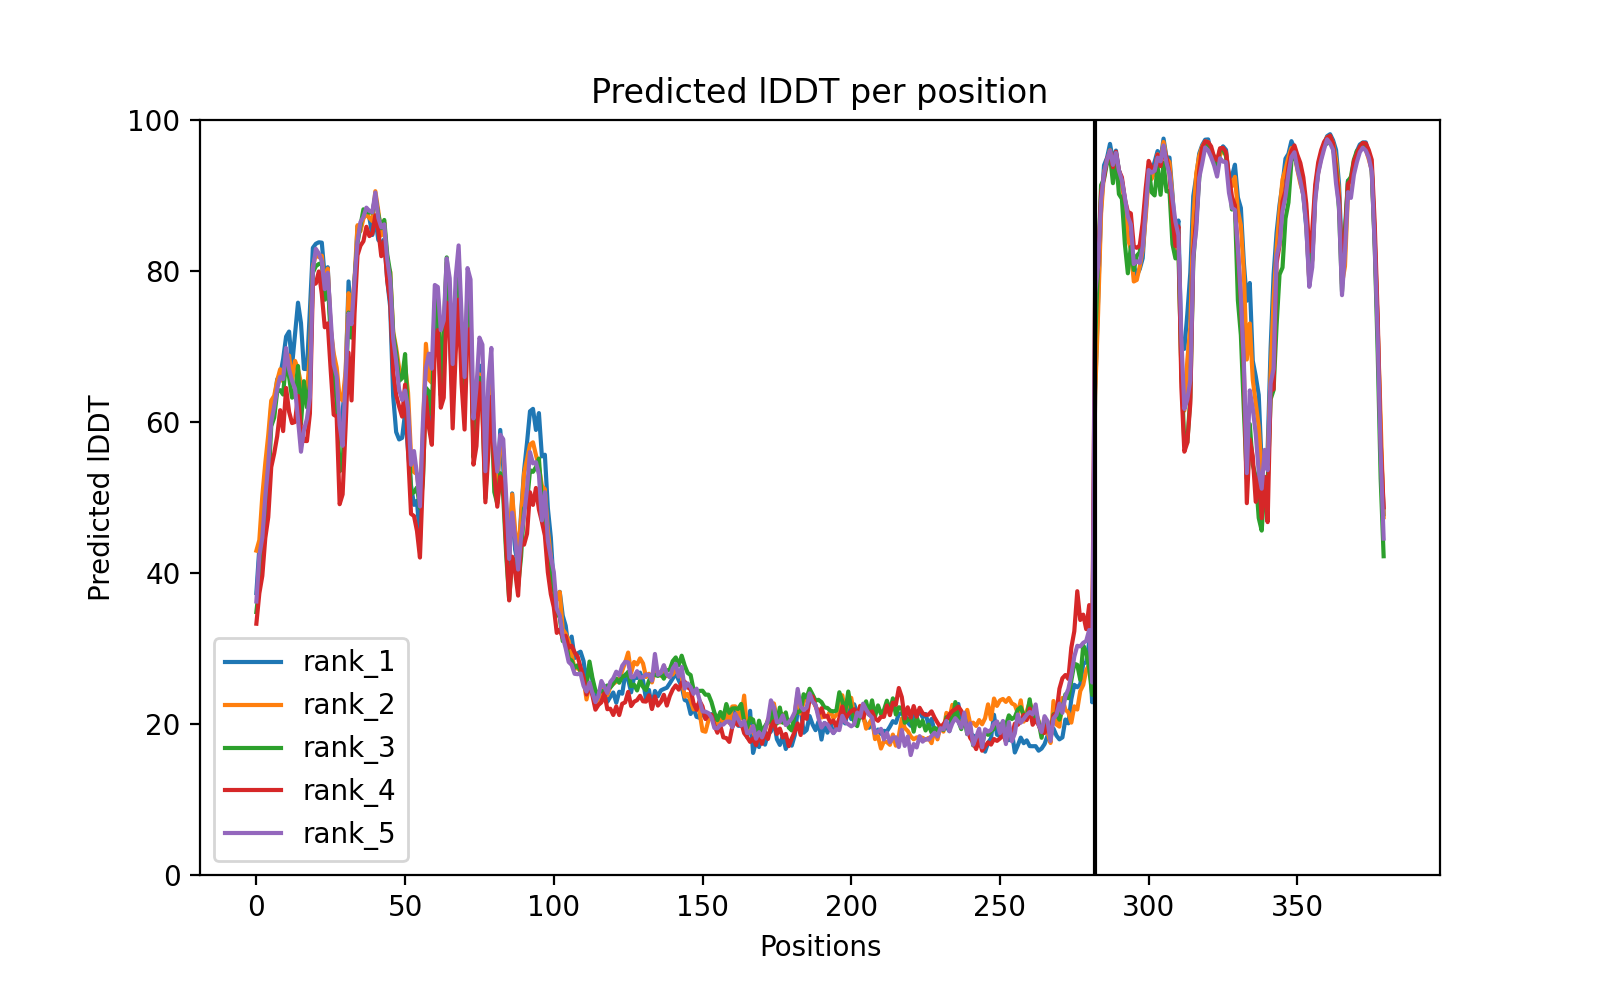 Predicted lDDT per position
100
80
60
40
20
0
Predicted lDDT
rank_1
rank_2
rank_3
rank_4
rank_5
0 50 100 150 200 250 300 350
Positions